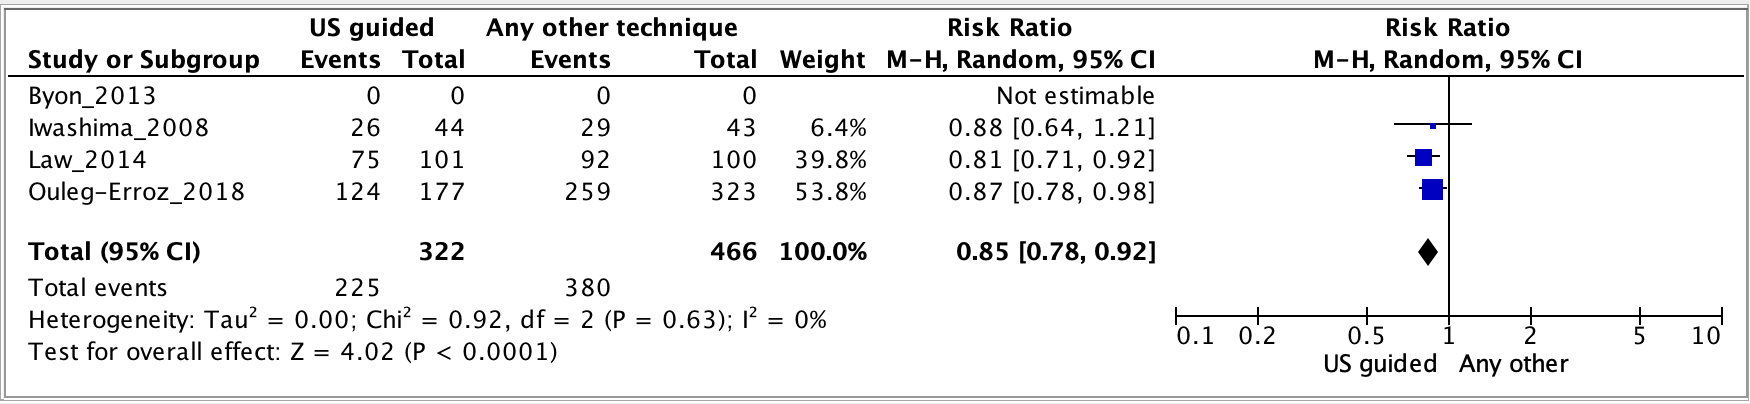 US guided Any other technique Risk Ratio Risk Ratio
Study or Subgroup Events Total Events Total Weight M-H, Random, 95% CI M-H, Random, 95% CI
Byon_2013 0 0 0 0 Not estimable
Iwashima_2008 26 44 29 43 6.4% 0.88 [0.64, 1.21]
Law_2014 75 101 92 100 39.8% 0.81 [0.71, 0.92]
Ouleg-Erroz_2018 124 177 259 323 53.8% 0.87 [0.78, 0.98]
Total (95% CI) 322 466 100.0% 0.85 [0.78, 0.92]
Total events 225 380
Heterogeneity: Tau² = 0.00; Chi² = 0.92, df = 2 (P = 0.63); I² = 0%
Test for overall effect: Z = 4.02 (P < 0.0001)
0.1 0.2 0.5 1 2 5 10
US guided Any other